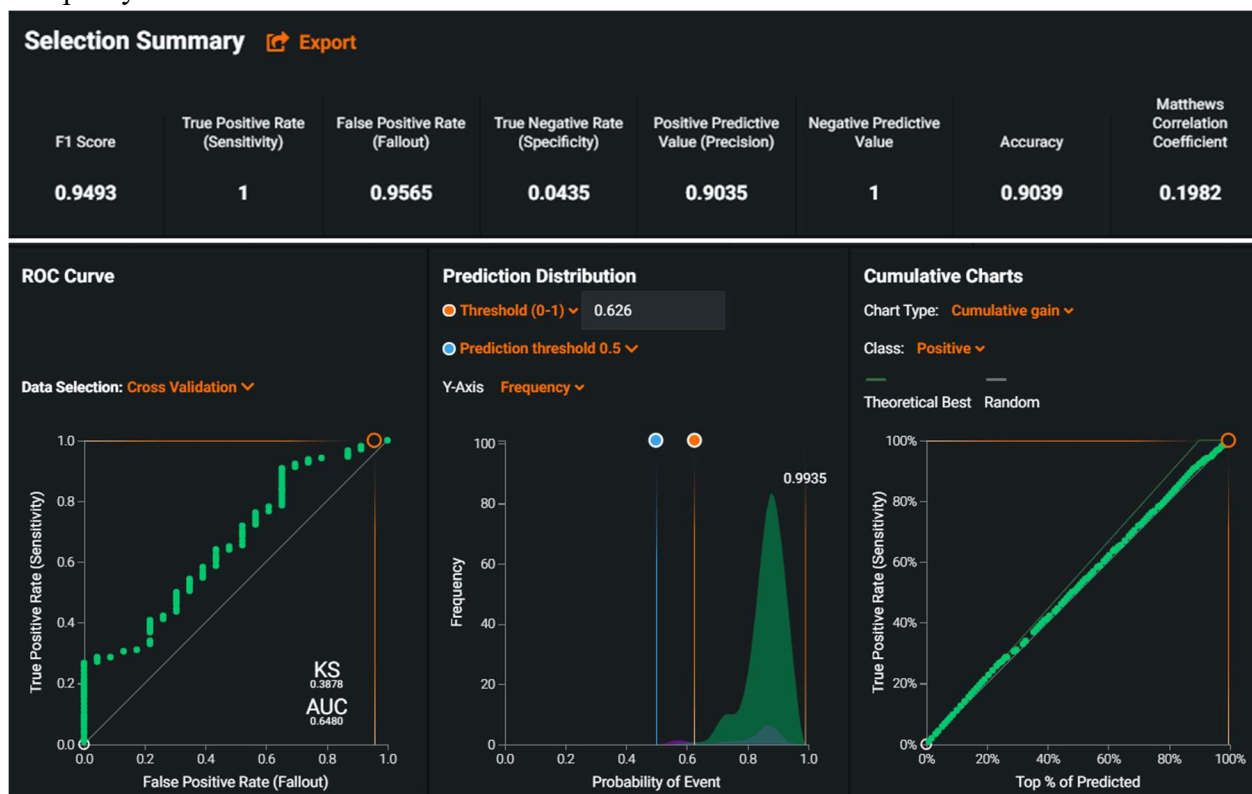 Selection Summary Export
F1 Score
True Positive Rate
(Sensitivity)
False Positive Rate
(Fallout)
True Negative Rate
(Specificity)
Positive Predictive
Value (Precision)
Negative Predictive
Value
Accuracy
Matthews
Correlation
Coefficient
0.9493 1 0.9565 0.0435 0.9035 1 0.9039 0.1982
ROC Curve
Data Selection: Cross Validation
True Positive Rate (Sensitivity)
1.0
0.8
0.6
0.4
0.2
0.0
KS
0.3878
AUC
0.6480
0.0 0.2 0.4 0.6 0.8 1.0
False Positive Rate (Fallout)
Prediction Distribution
Threshold (0-1) 0.626
Prediction threshold 0.5
Y-Axis Frequency
Frequency
100
80
60
40
20
0
0.9935
0.0 0.2 0.4 0.6 0.8 1.0
Probability of Event
Cumulative Charts
Chart Type: Cumulative gain
Class: Positive
Theoretical Best Random
True Positive Rate (Sensitivity)
100%
80%
60%
40%
20%
0%
0% 20% 40% 60% 80% 100%
Top % of Predicted